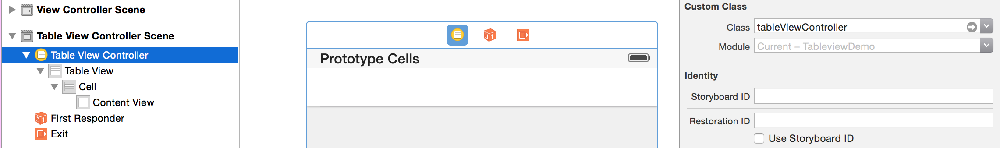 View Controller Scene
Table View Controller Scene
Table View Controller
Table View
Cell
Content View
First Responder
Exit
Prototype Cells
Custom Class
Class tableViewController
Module Current – TableviewDemo
Identity
Storyboard ID
Restoration ID
Use Storyboard ID